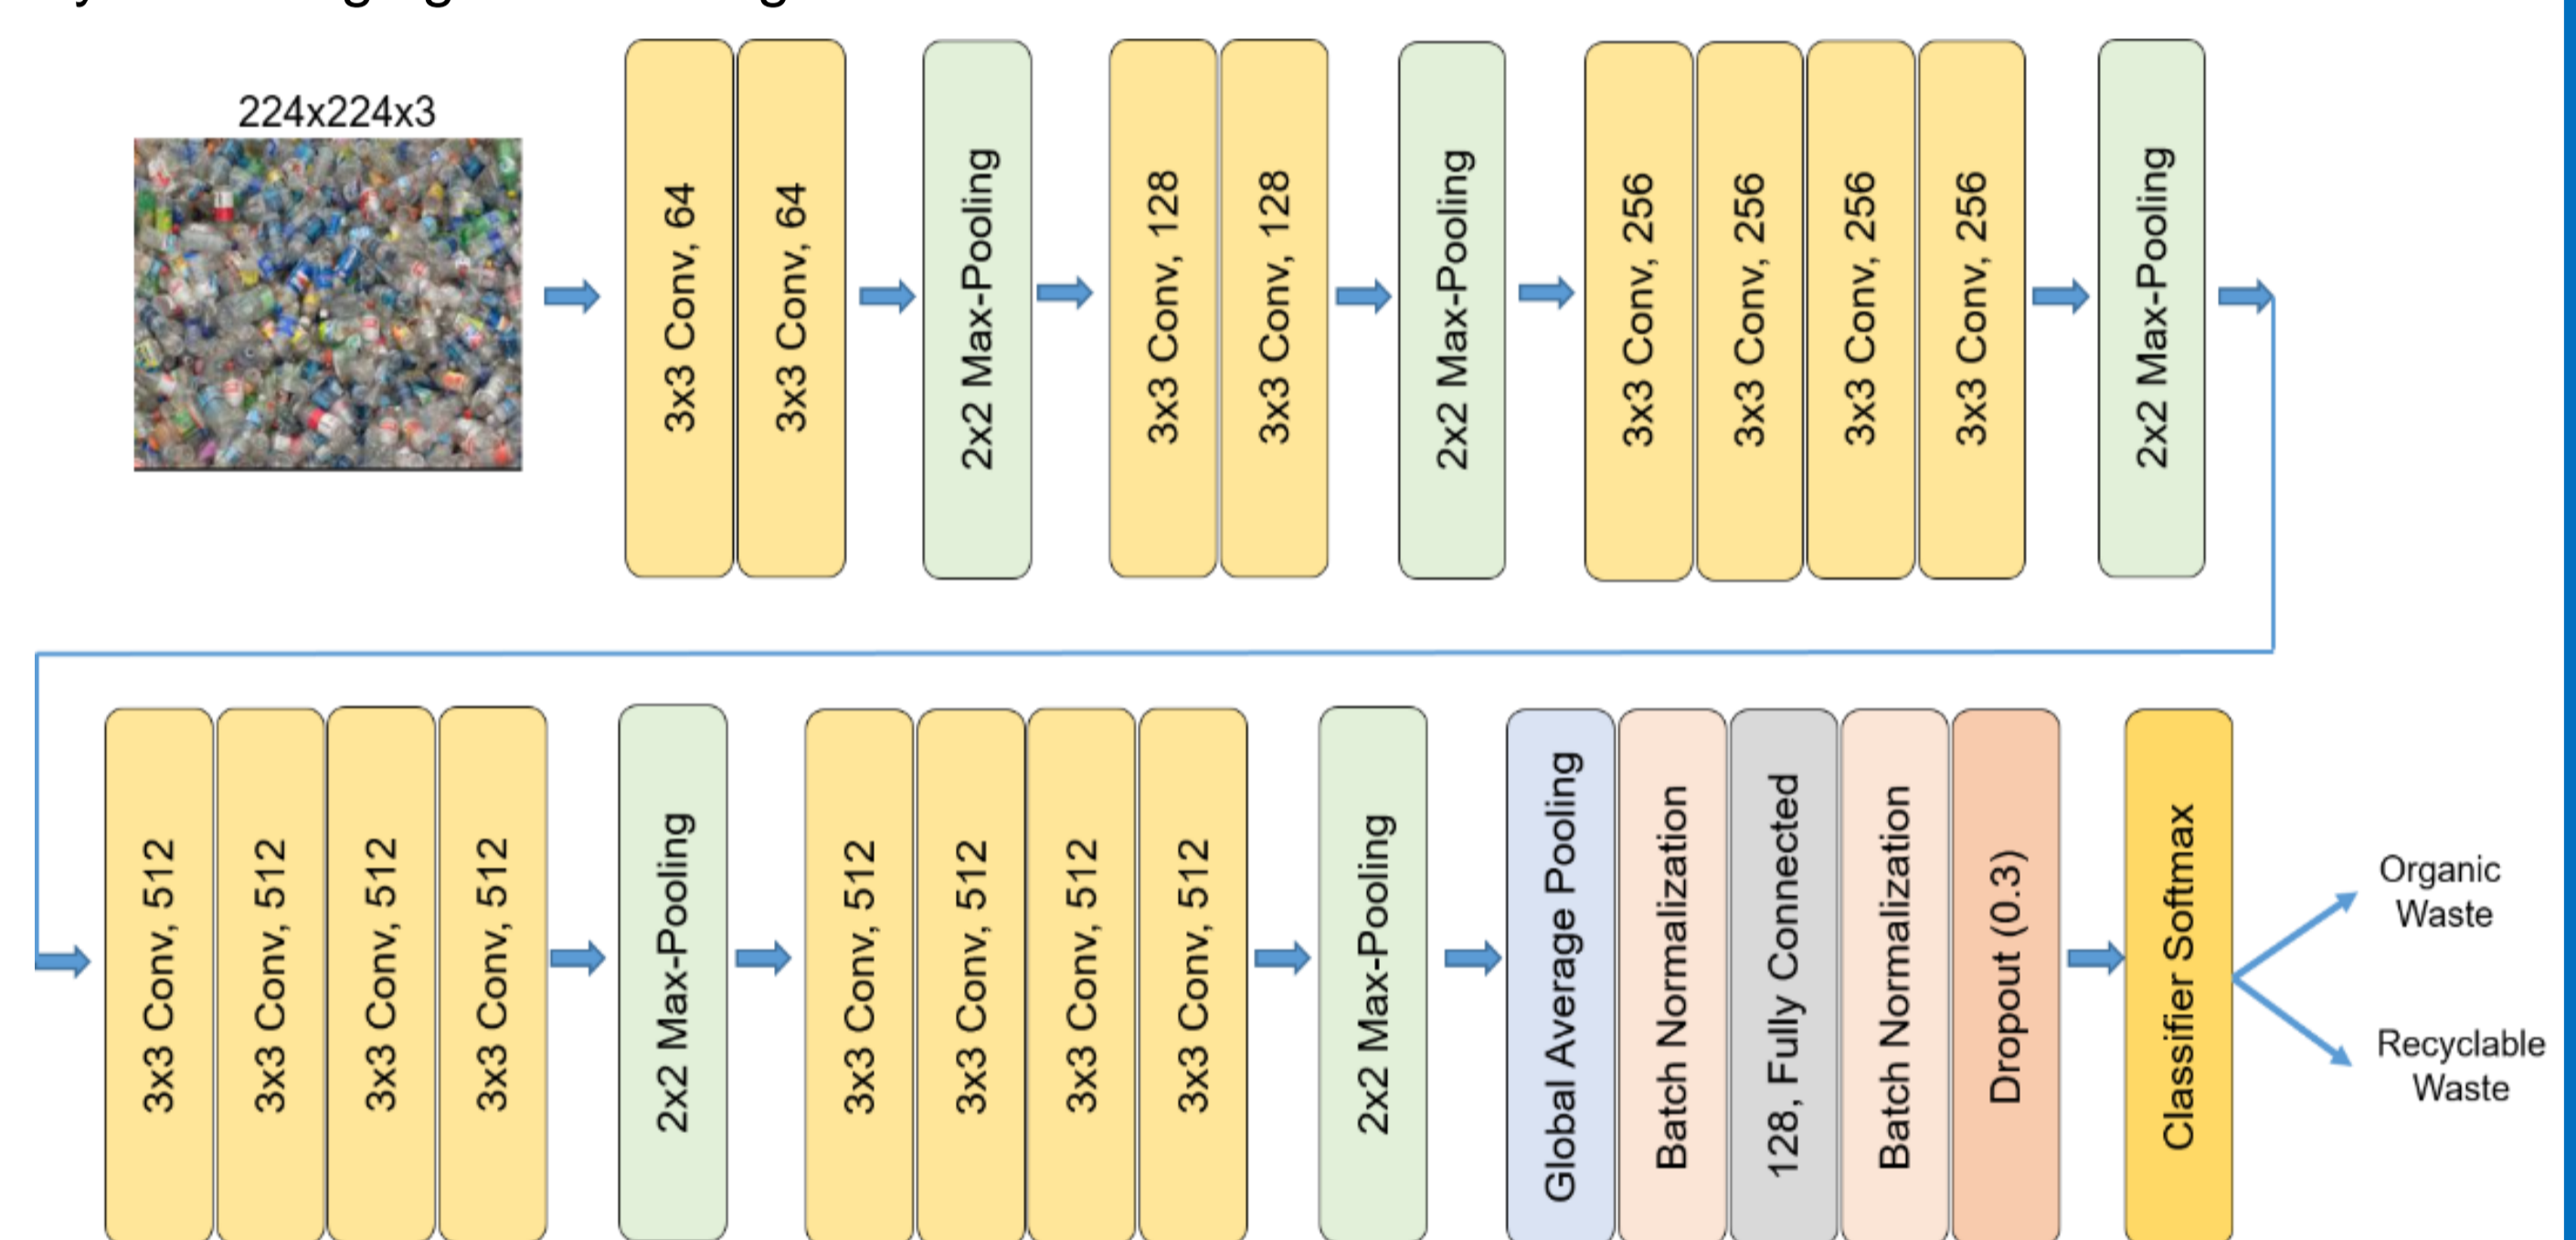 224x224x3
3x3 Conv, 64
3x3 Conv, 64
2x2 Max-Pooling
3x3 Conv, 128
3x3 Conv, 128
2x2 Max-Pooling
3x3 Conv, 256
3x3 Conv, 256
3x3 Conv, 256
3x3 Conv, 256
2x2 Max-Pooling
3x3 Conv, 512
3x3 Conv, 512
3x3 Conv, 512
3x3 Conv, 512
2x2 Max-Pooling
3x3 Conv, 512
3x3 Conv, 512
3x3 Conv, 512
3x3 Conv, 512
2x2 Max-Pooling
Global Average Pooling
Batch Normalization
128, Fully Connected
Batch Normalization
Dropout (0.3)
Classifier Softmax
Organic
Waste
Recyclable
Waste